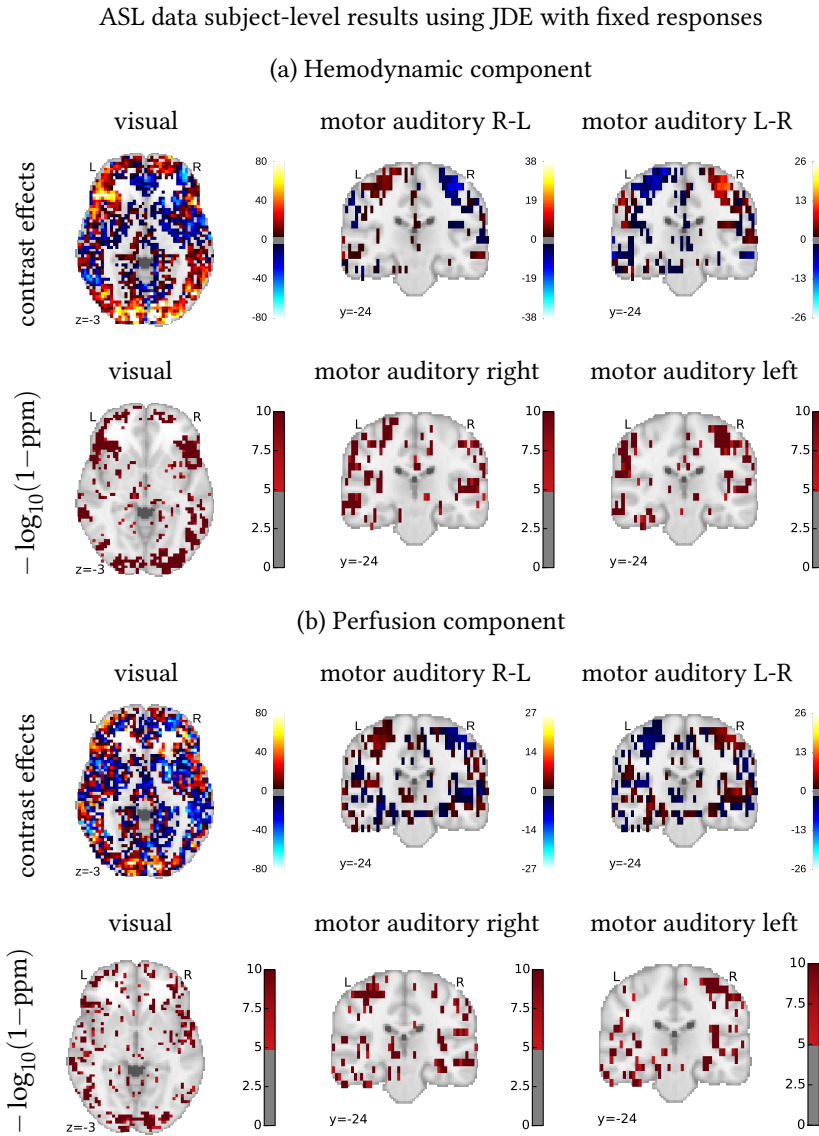 ASL data subject-level results using JDE with fixed responses
(a) Hemodynamic component
visual motor auditory R-L motor auditory L-R
contrast effects
L R 80 40 0 -40 -80 z=-3
L R 38 19 0 -19 -38 y=-24
L R 26 13 0 -13 -26 y=-24
visual motor auditory right motor auditory left
− log10(1−ppm)
L R 10 7.5 5 2.5 0 z=-3
L R 10 7.5 5 2.5 0 y=-24
L R 10 7.5 5 2.5 0 y=-24
(b) Perfusion component
visual motor auditory R-L motor auditory L-R
contrast effects
L R 80 40 0 -40 -80 z=-3
L R 27 14 0 -14 -27 y=-24
L R 26 13 0 -13 -26 y=-24
visual motor auditory right motor auditory left
− log10(1−ppm)
L R 10 7.5 5 2.5 0 z=-3
L R 10 7.5 5 2.5 0 y=-24
L R 10 7.5 5 2.5 0 y=-24